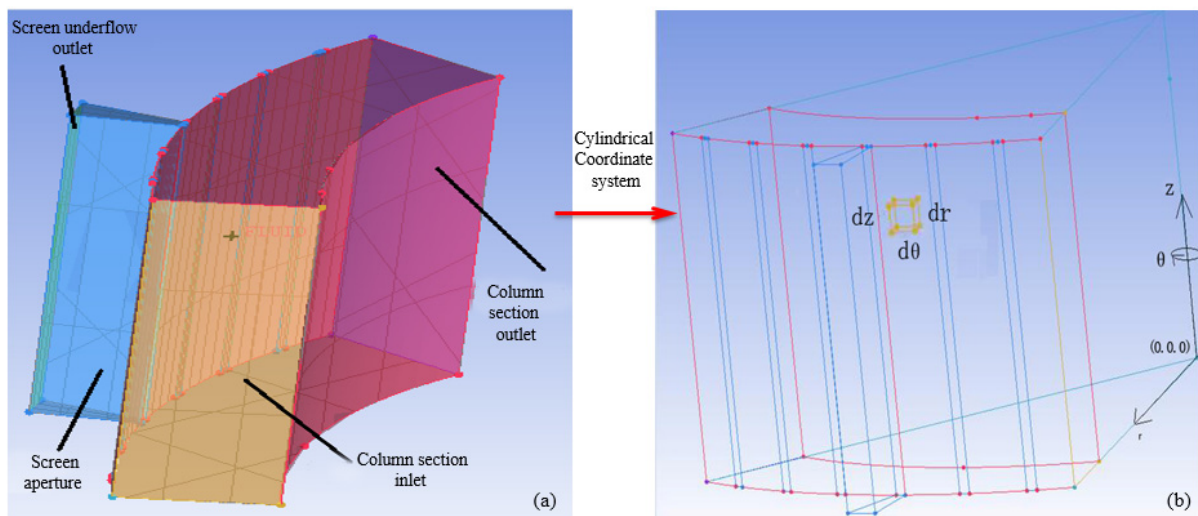 Screen underflow
outlet
Column
section
outlet
Screen
aperture
Column section
inlet
(a)
Cylindrical
Coordinate
system
dz
dr
dθ
z
θ
(0.0.0)
r
(b)